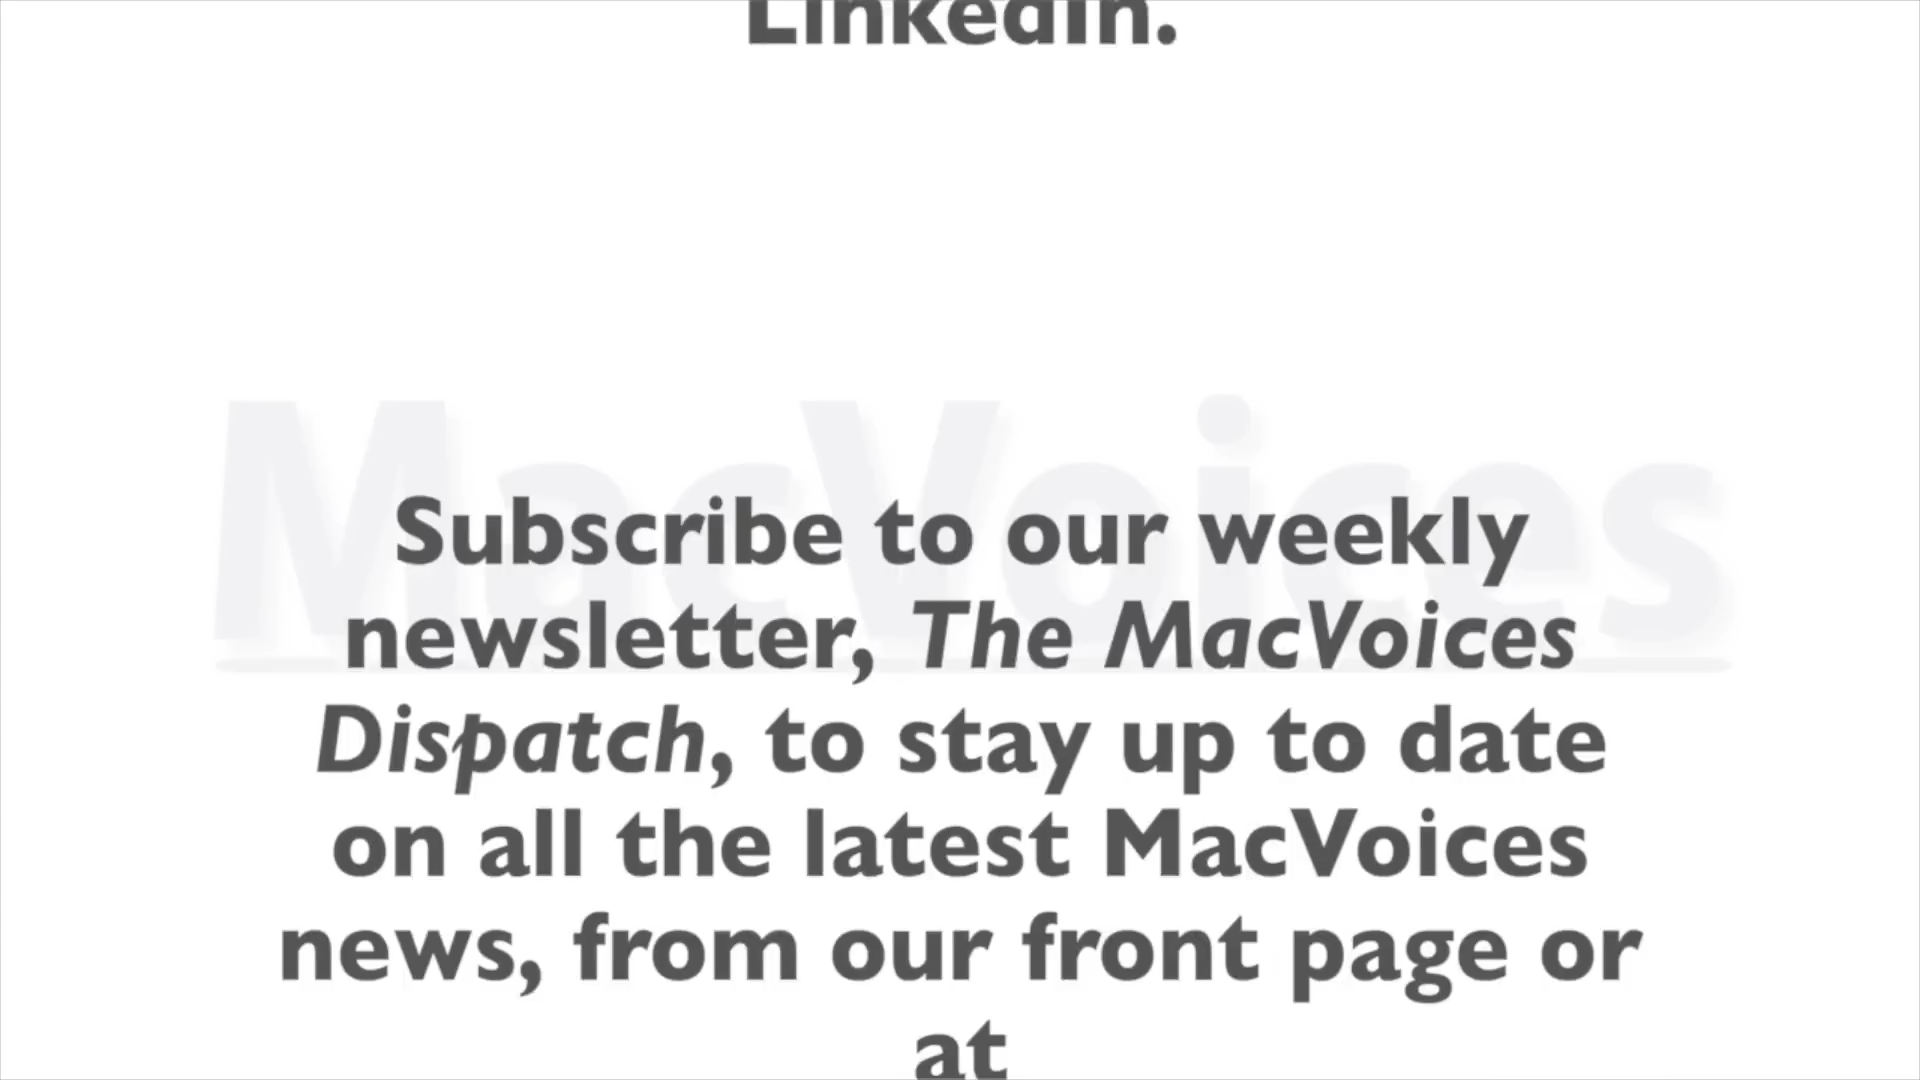 LinkedIn.
MacVoices
Subscribe to our weekly
newsletter, The MacVoices
Dispatch, to stay up to date
on all the latest MacVoices
news, from our front page or
at